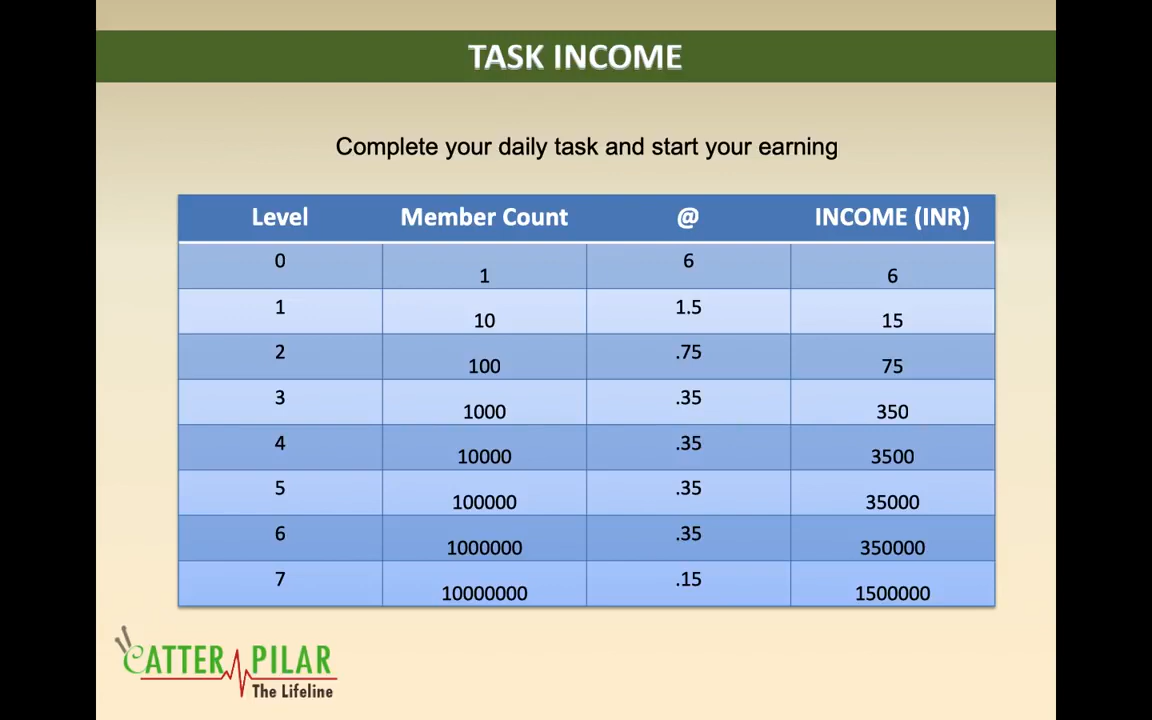 TASK INCOME
Complete your daily task and start your earning
Level Member Count @ INCOME (INR)
0 1 6 6
1 10 1.5 15
2 100 .75 75
3 1000 .35 350
4 10000 .35 3500
5 100000 .35 35000
6 1000000 .35 350000
7 10000000 .15 1500000
CATTER PILAR
The Lifeline